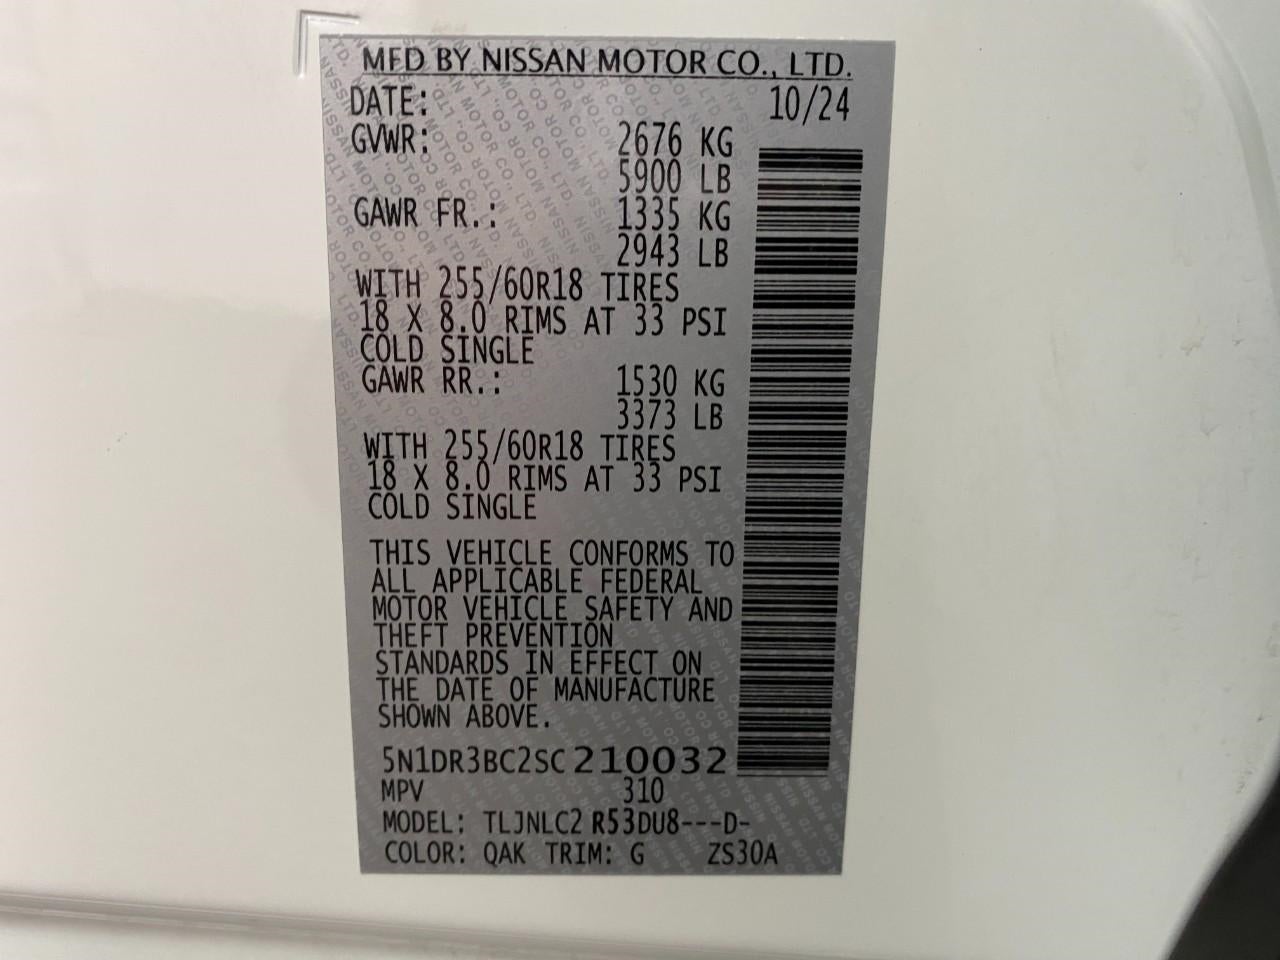 MFD BY NISSAN MOTOR CO., LTD.
DATE: 10/24
GVWR: 2676 KG
5900 LB
GAWR FR.: 1335 KG
2943 LB
WITH 255/60R18 TIRES
18 X 8.0 RIMS AT 33 PSI
COLD SINGLE
GAWR RR.: 1530 KG
3373 LB
WITH 255/60R18 TIRES
18 X 8.0 RIMS AT 33 PSI
COLD SINGLE
THIS VEHICLE CONFORMS TO
ALL APPLICABLE FEDERAL
MOTOR VEHICLE SAFETY AND
THEFT PREVENTION
STANDARDS IN EFFECT ON
THE DATE OF MANUFACTURE
SHOWN ABOVE.
5N1DR3BC2SC210032
MPV 310
MODEL: TLJNLC2 R53DU8---D-
COLOR: QAK TRIM: G ZS30A